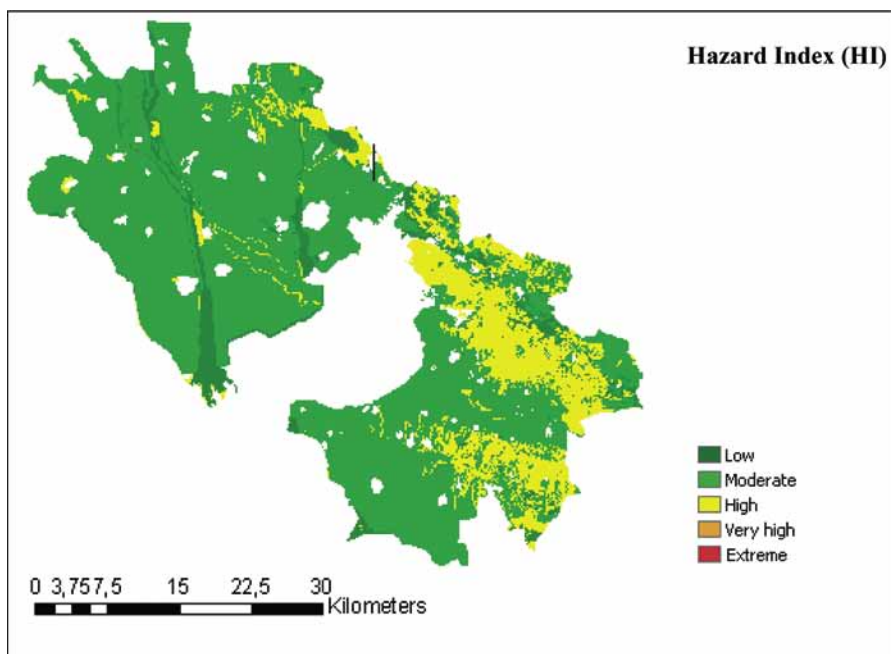 Hazard Index (HI)
Low
Moderate
High
Very high
Extreme
0 3,75 7,5 15 22,5 30
Kilometers